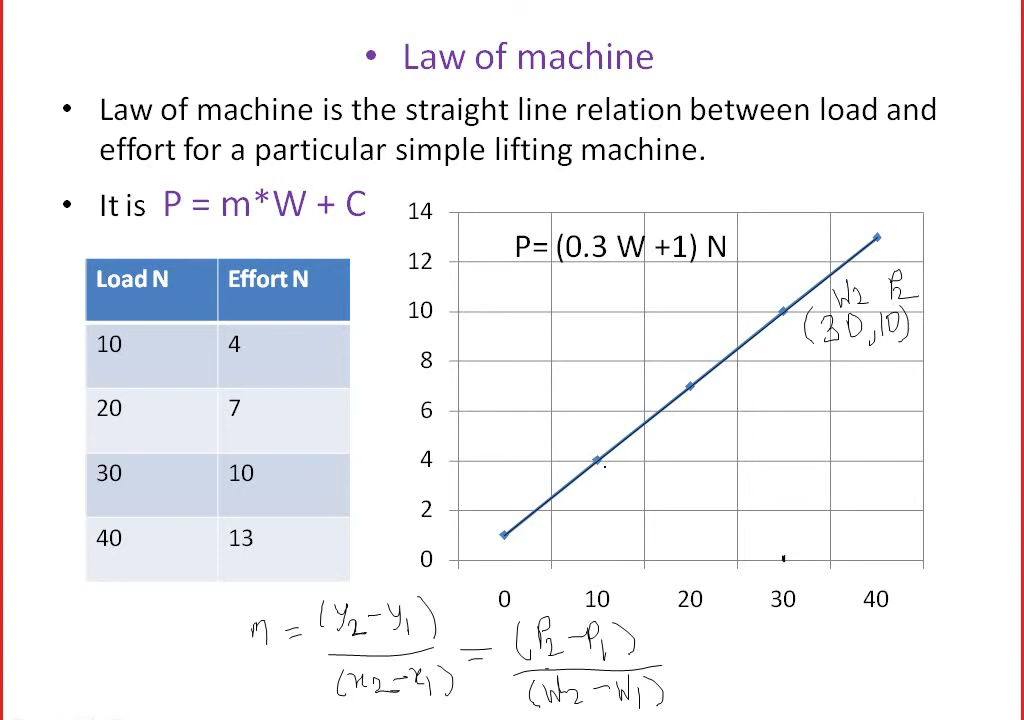 • Law of machine
• Law of machine is the straight line relation between load and
effort for a particular simple lifting machine.
• It is P = m*W + C
Load N Effort N
10 4
20 7
30 10
40 13
14
12
10
8
6
4
2
0
P= (0.3 W +1) N
W2 P2
(30,10)
0 10 20 30 40
m = (y2-y1) / (x2-x1) = (P2-P1) / (W2-W1)